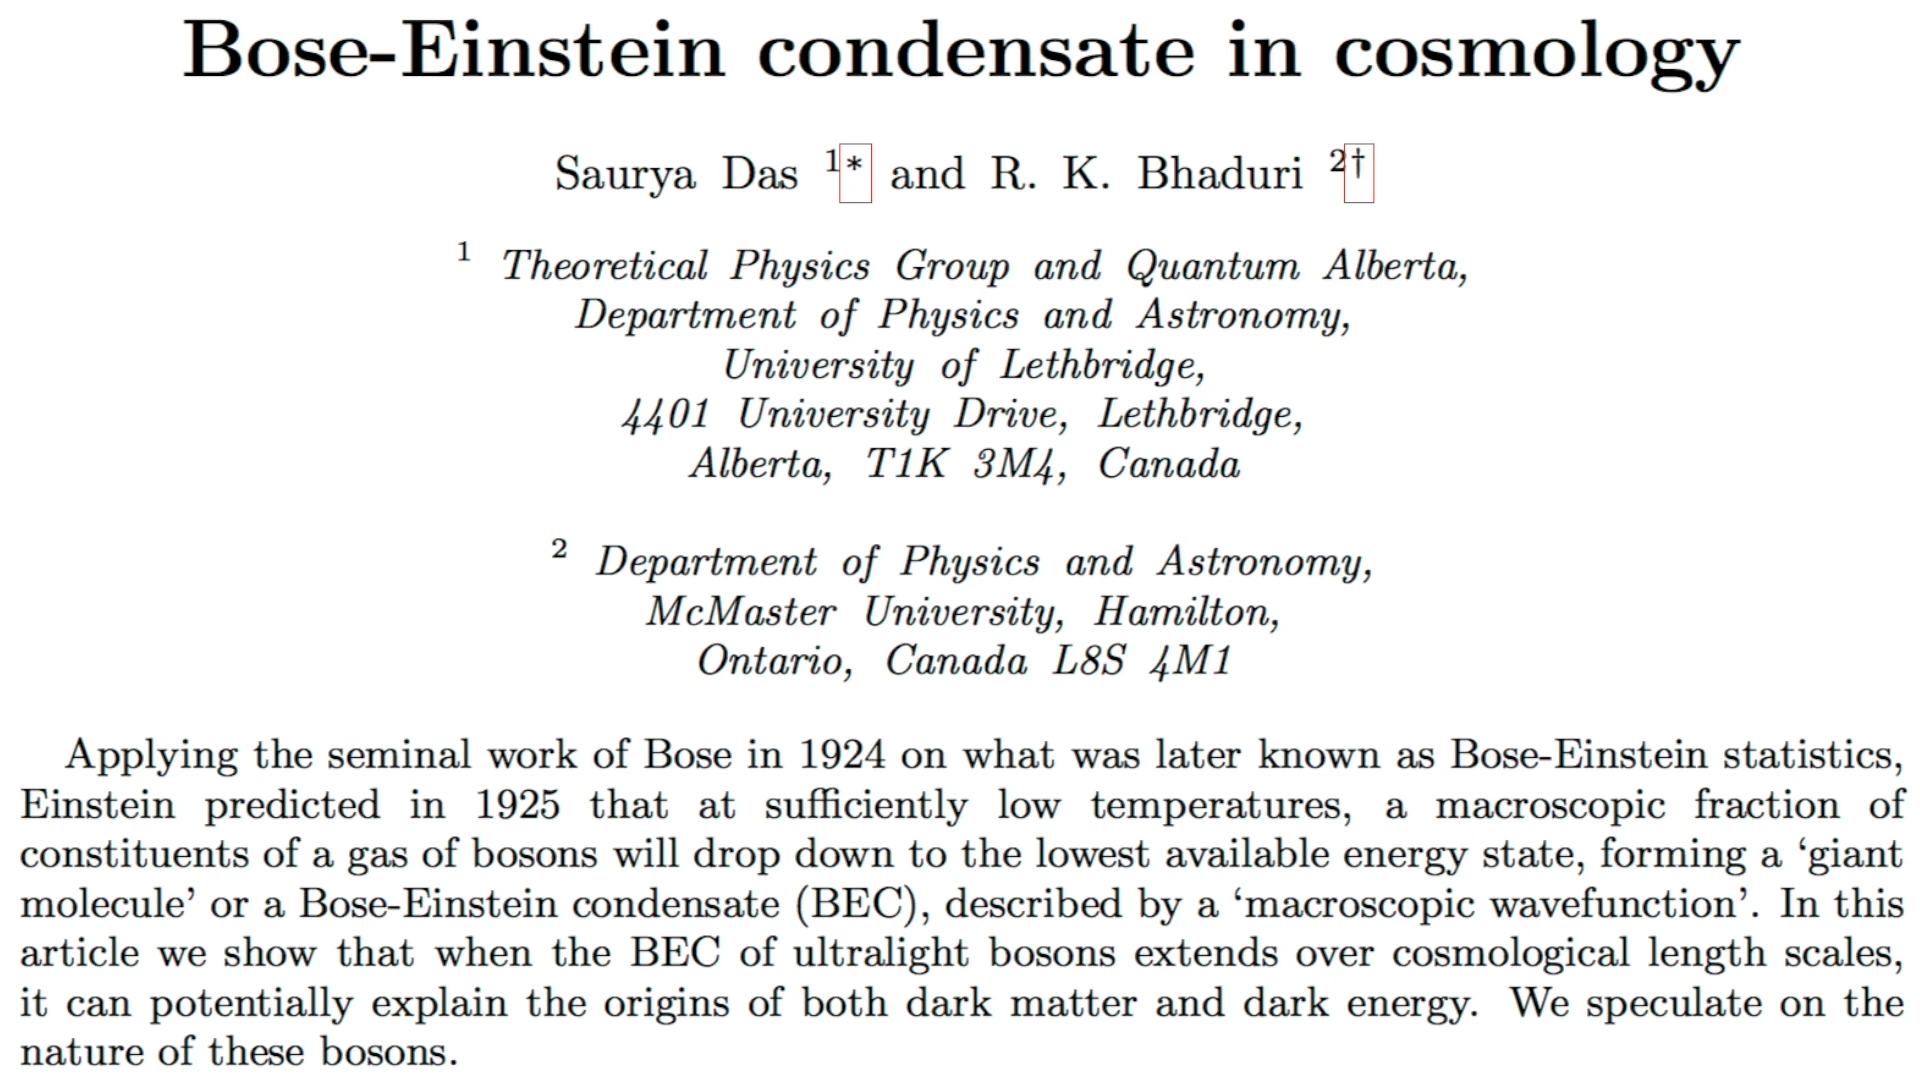 Bose-Einstein condensate in cosmology
Saurya Das 1* and R. K. Bhaduri 2†
1 Theoretical Physics Group and Quantum Alberta,
Department of Physics and Astronomy,
University of Lethbridge,
4401 University Drive, Lethbridge,
Alberta, T1K 3M4, Canada
2 Department of Physics and Astronomy,
McMaster University, Hamilton,
Ontario, Canada L8S 4M1
Applying the seminal work of Bose in 1924 on what was later known as Bose-Einstein statistics,
Einstein predicted in 1925 that at sufficiently low temperatures, a macroscopic fraction of
constituents of a gas of bosons will drop down to the lowest available energy state, forming a ‘giant
molecule’ or a Bose-Einstein condensate (BEC), described by a ‘macroscopic wavefunction’. In this
article we show that when the BEC of ultralight bosons extends over cosmological length scales,
it can potentially explain the origins of both dark matter and dark energy. We speculate on the
nature of these bosons.